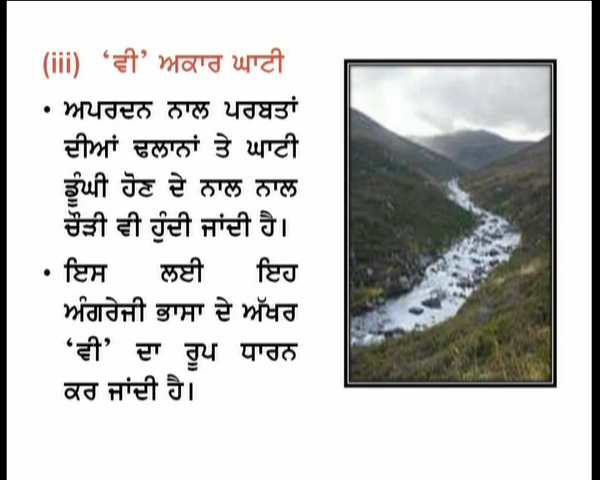 (iii) ‘ਵੀ’ ਅਕਾਰ ਘਾਟੀ
• ਅਪਰਦਨ ਨਾਲ ਪਰਬਤਾਂ
ਦੀਆਂ ਢਲਾਨਾਂ ਤੇ ਘਾਟੀ
ਡੂੰਘੀ ਹੋਣ ਦੇ ਨਾਲ ਨਾਲ
ਚੌੜੀ ਵੀ ਹੁੰਦੀ ਜਾਂਦੀ ਹੈ।
• ਇਸ ਲਈ ਇਹ
ਅੰਗਰੇਜੀ ਭਾਸਾ ਦੇ ਅੱਖਰ
‘ਵੀ’ ਦਾ ਰੂਪ ਧਾਰਨ
ਕਰ ਜਾਂਦੀ ਹੈ।